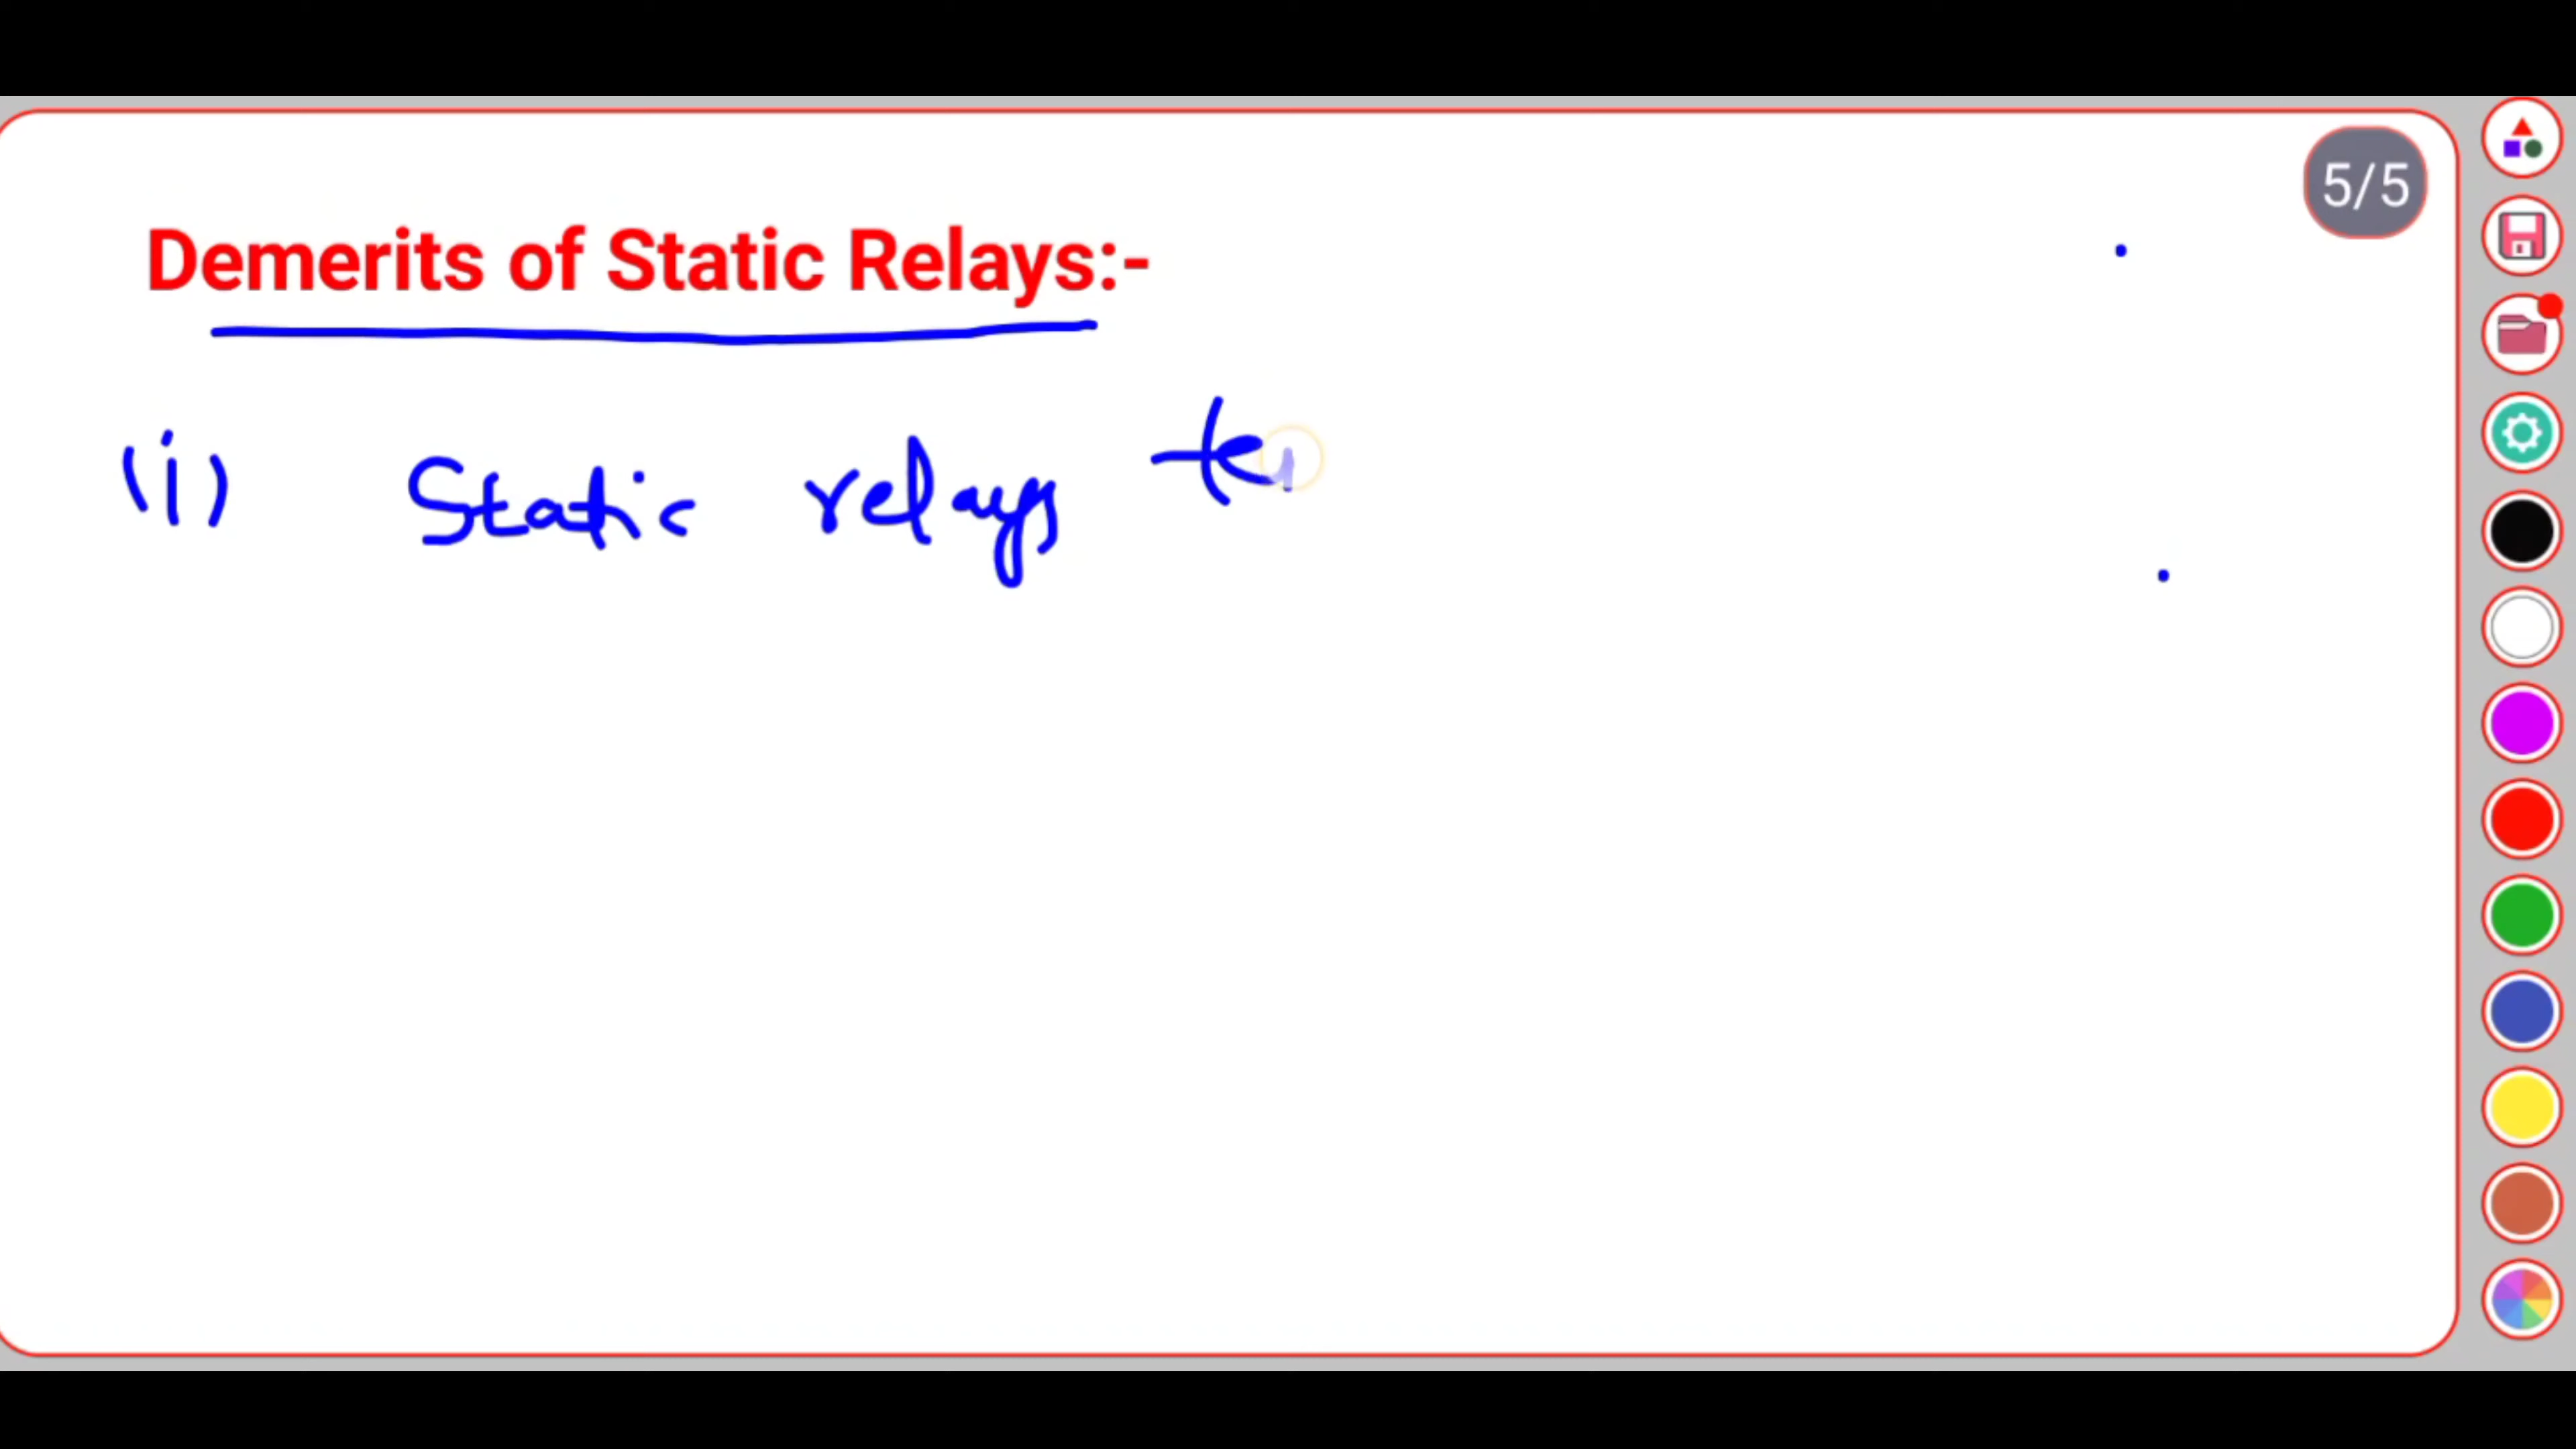 5/5
Demerits of Static Relays:-
(i) Static relays